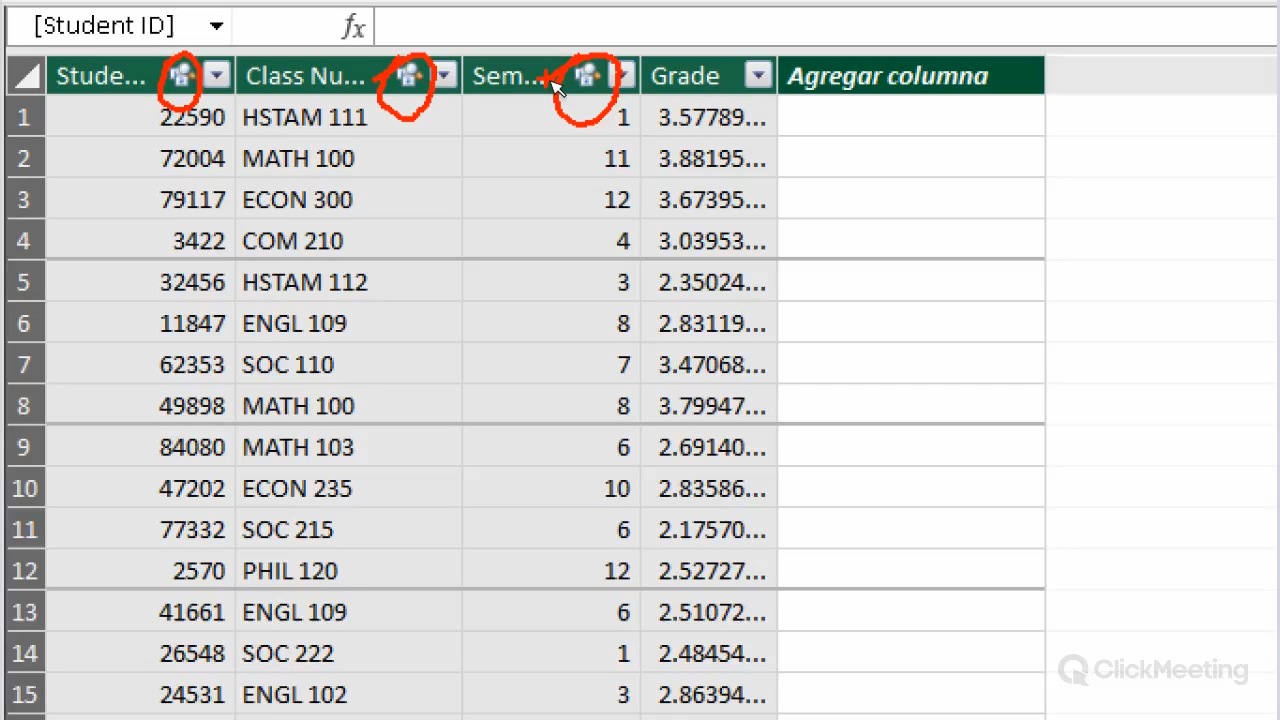 [Student ID] fx
Stude... Class Nu... Sem... Grade Agregar columna
1 22590 HSTAM 111 1 3.57789...
2 72004 MATH 100 11 3.88195...
3 79117 ECON 300 12 3.67395...
4 3422 COM 210 4 3.03953...
5 32456 HSTAM 112 3 2.35024...
6 11847 ENGL 109 8 2.83119...
7 62353 SOC 110 7 3.47068...
8 49898 MATH 100 8 3.79947...
9 84080 MATH 103 6 2.69140...
10 47202 ECON 235 10 2.83586...
11 77332 SOC 215 6 2.17570...
12 2570 PHIL 120 12 2.52727...
13 41661 ENGL 109 6 2.51072...
14 26548 SOC 222 1 2.48454...
15 24531 ENGL 102 3 2.86394...
ClickMeeting